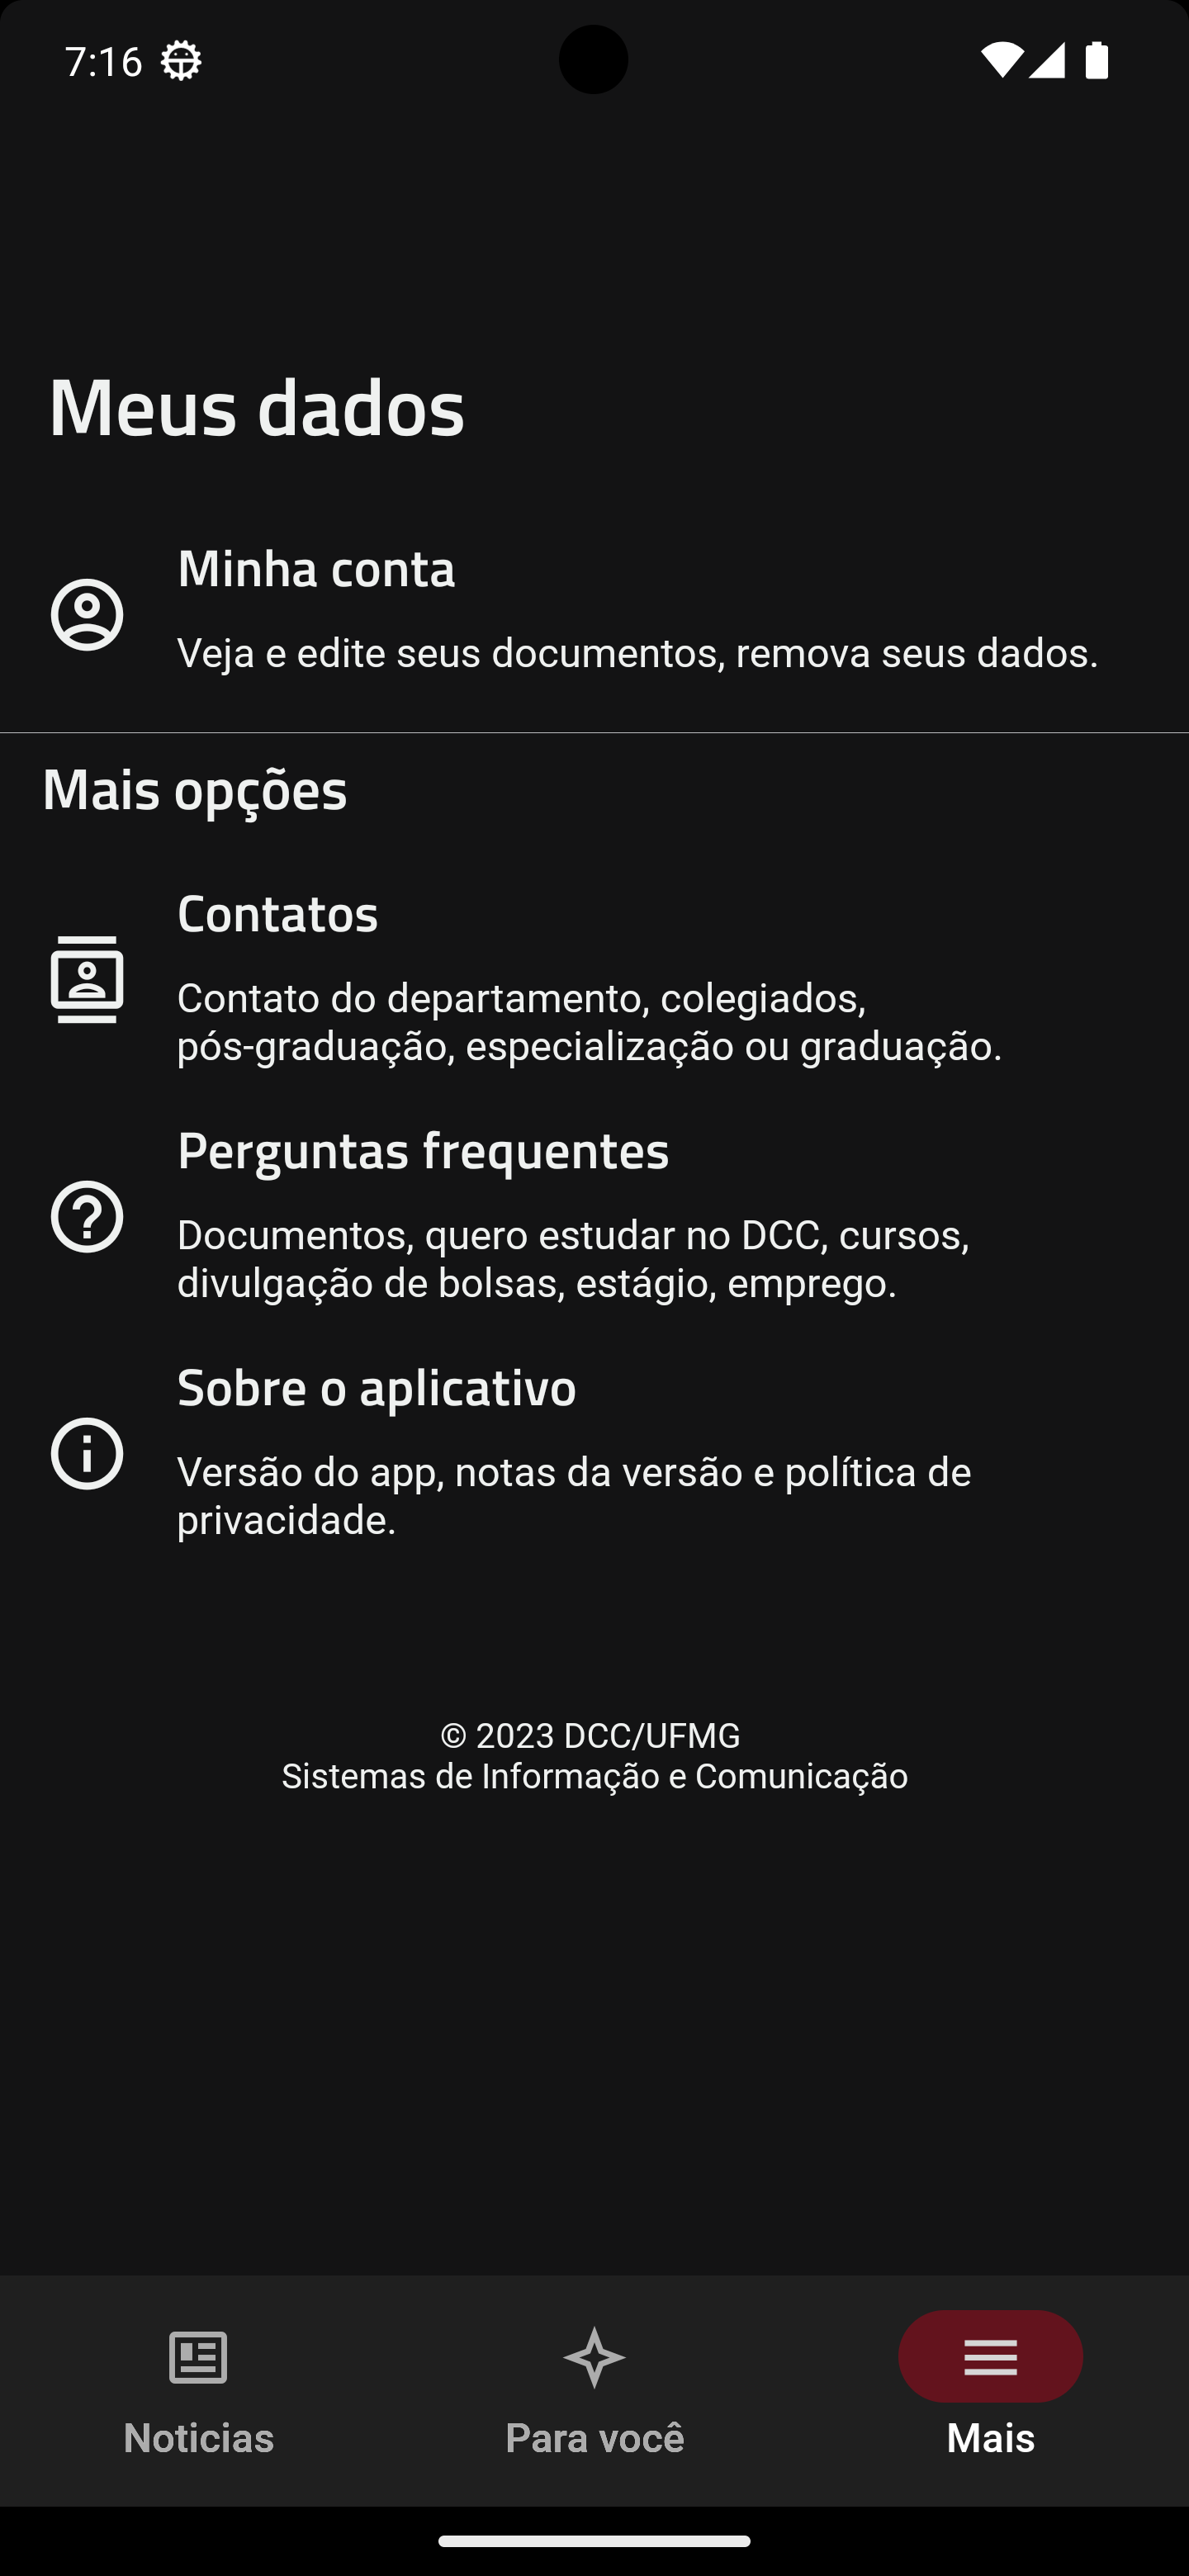 7:16
Meus dados
Minha conta
Veja e edite seus documentos, remova seus dados.
Mais opções
Contatos
Contato do departamento, colegiados,
pós-graduação, especialização ou graduação.
Perguntas frequentes
Documentos, quero estudar no DCC, cursos,
divulgação de bolsas, estágio, emprego.
Sobre o aplicativo
Versão do app, notas da versão e política de
privacidade.
© 2023 DCC/UFMG
Sistemas de Informação e Comunicação
Noticias
Para você
Mais